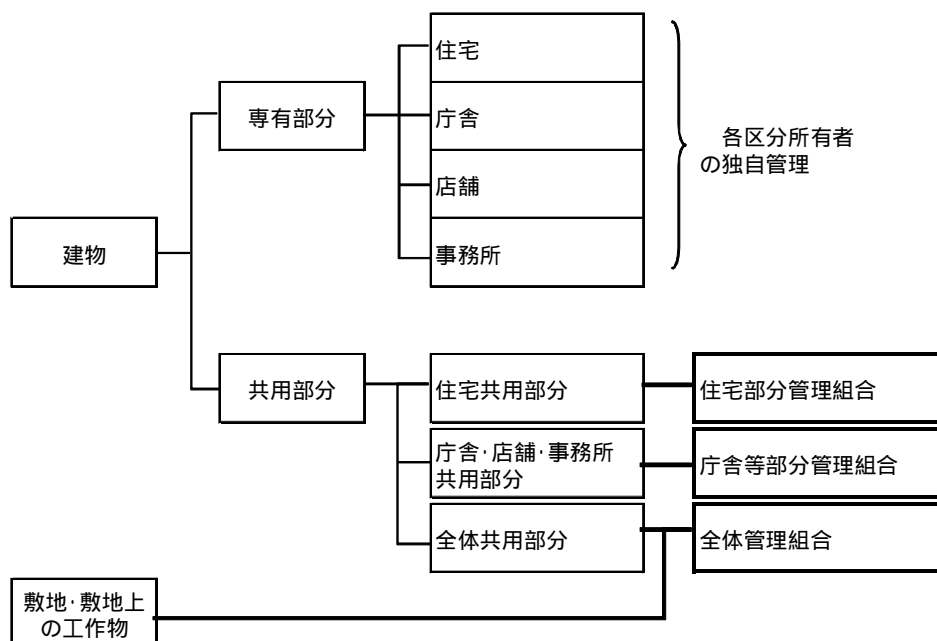 住宅
専有部分
庁舎
各区分所有者
の独自管理
店舗
建物
事務所
共用部分
住宅共用部分
住宅部分管理組合
庁舎・店舗・事務所
共用部分
庁舎等部分管理組合
全体共用部分
全体管理組合
敷地・敷地上
の工作物